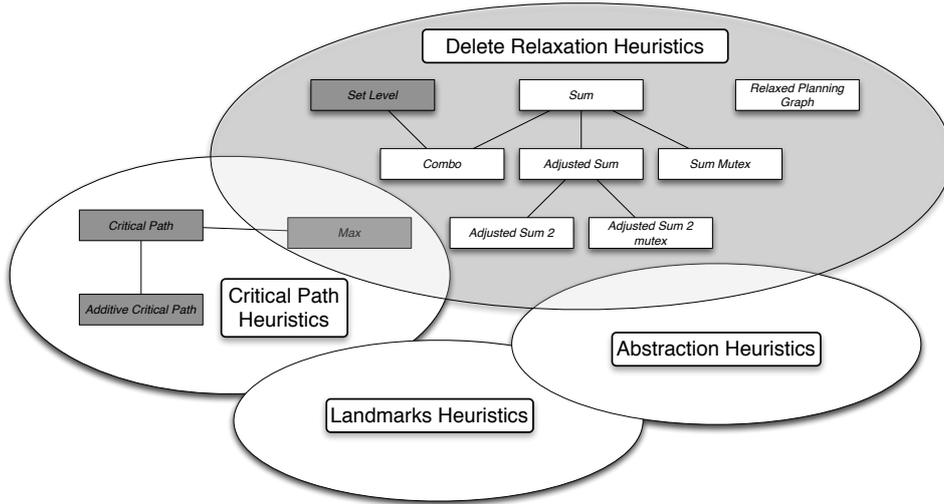 Delete Relaxation Heuristics
Set Level
Sum
Relaxed Planning
Graph
Combo
Adjusted Sum
Sum Mutex
Critical Path
Max
Adjusted Sum 2
Adjusted Sum 2
mutex
Additive Critical Path
Critical Path
Heuristics
Abstraction Heuristics
Landmarks Heuristics